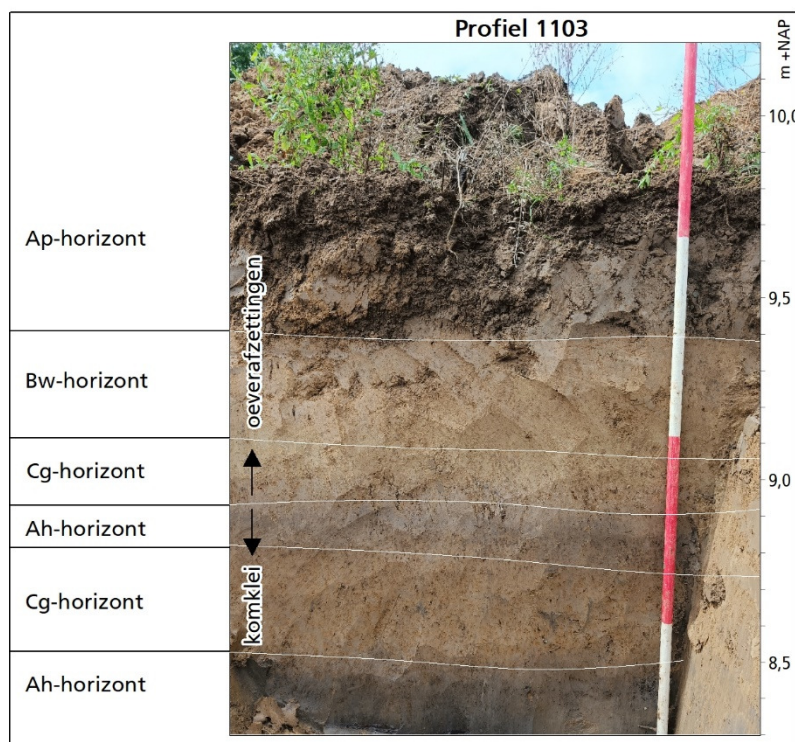 Profiel 1103
m +NAP
Ap-horizont
Bw-horizont
Cg-horizont
Ah-horizont
Cg-horizont
Ah-horizont
oeverafzettingen
komklei
10,0
9,5
9,0
8,5